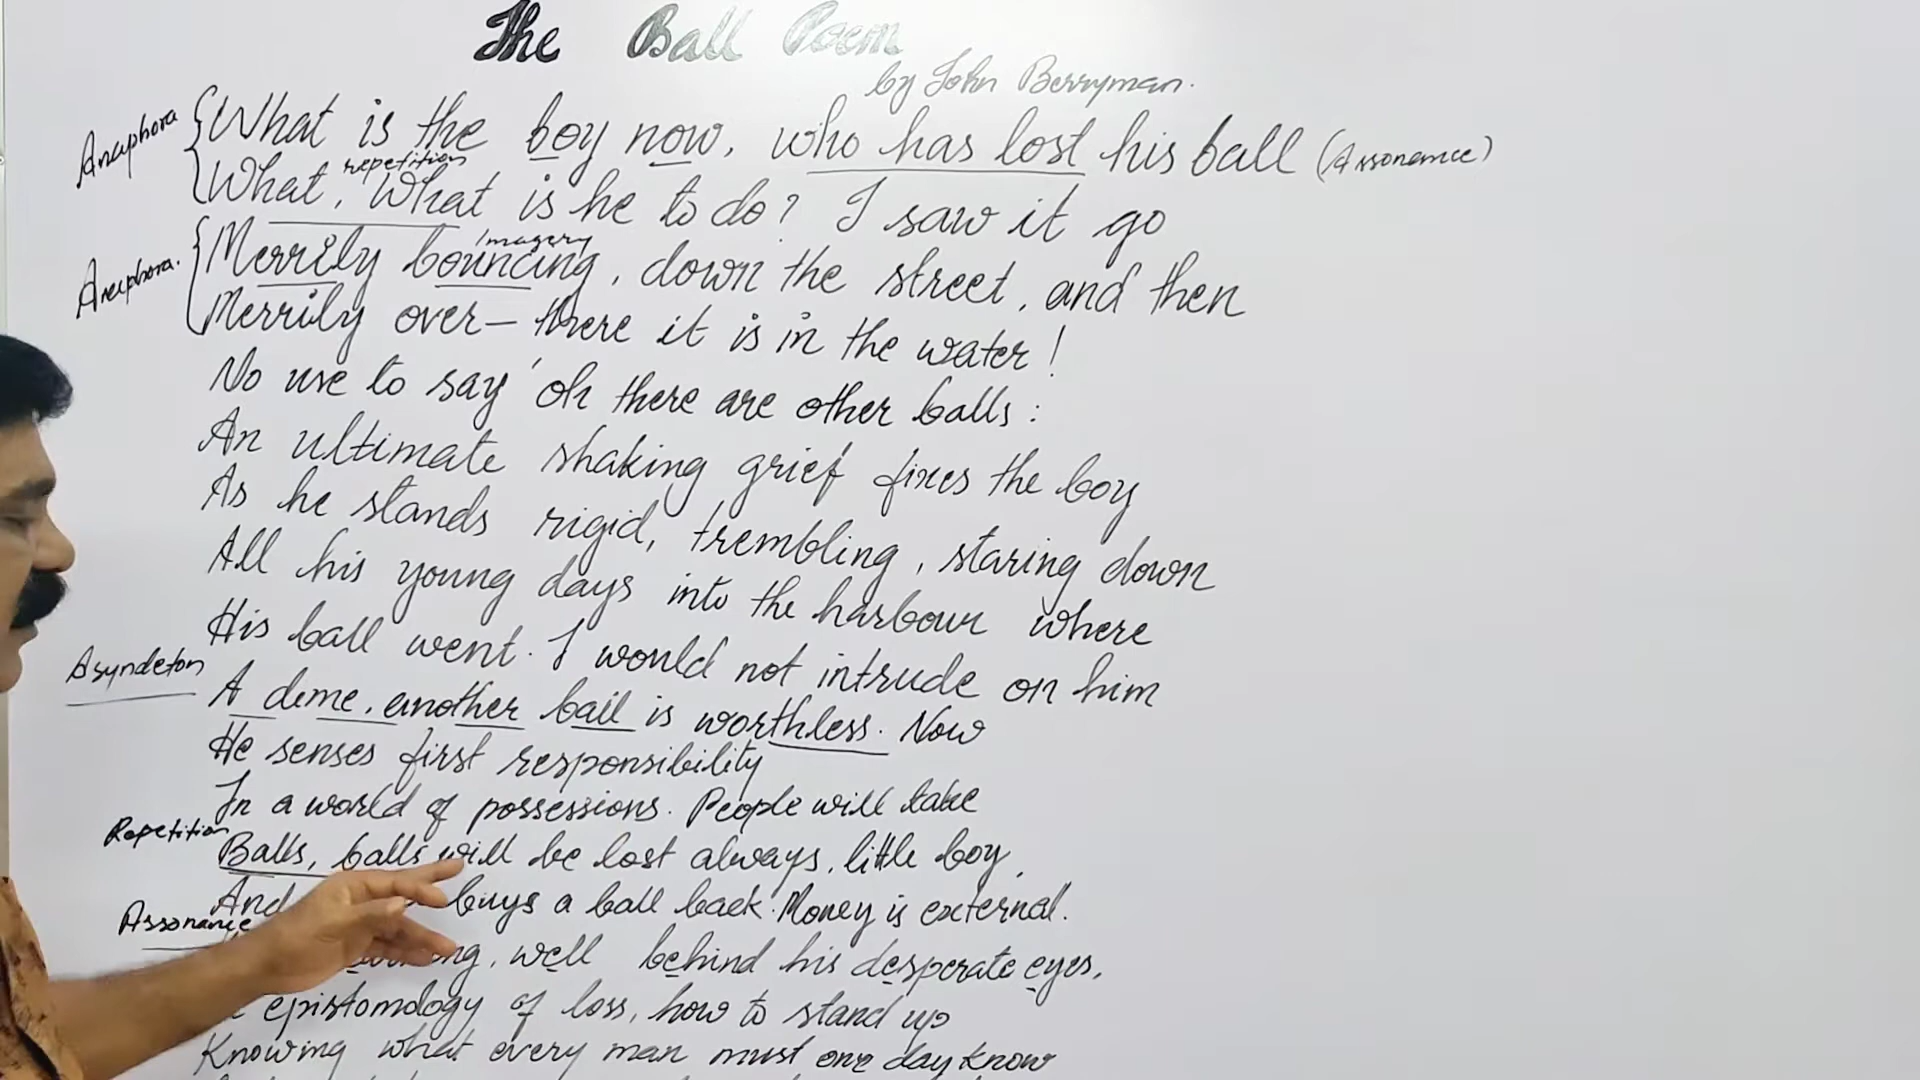 The Ball Poem
by John Berryman.
Anaphora
What is the boy now, who has lost his ball (Assonance)
repetition
What, What is he to do? I saw it go
Imagery
Anaphora.
Merrily bouncing, down the street, and then
Merrily over— there it is in the water!
No use to say 'oh there are other balls:
An ultimate shaking grief fixes the boy
As he stands rigid, trembling, staring down
All his young days into the harbour where
His ball went. I would not intrude on him
Asyndeton
A dime, another ball is worthless. Now
He senses first responsibility
In a world of possessions. People will take
Repetition
Balls, balls will be lost always, little boy,
And buys a ball back. Money is external.
Assonance
well behind his desperate eyes,
epistomology of loss, how to stand up
Knowing what every man must one day know